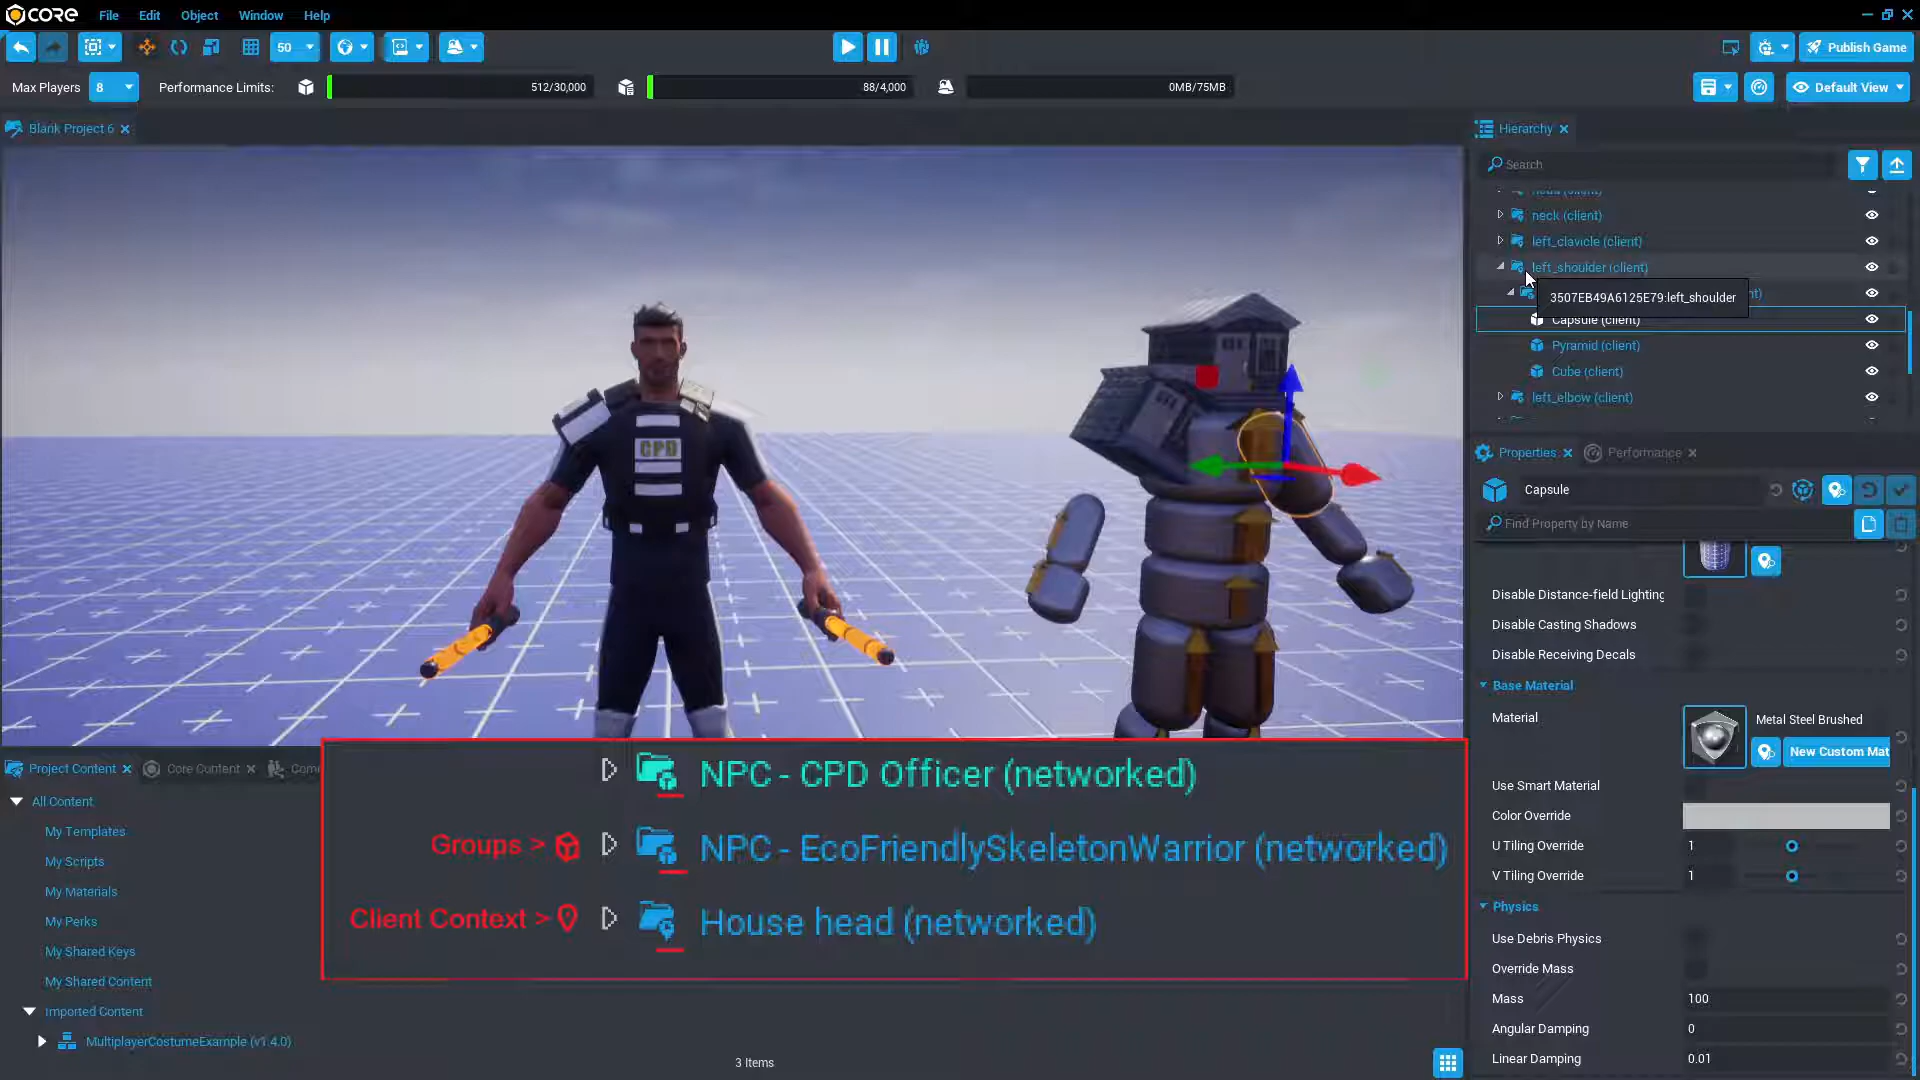 CORE
File Edit Object Window Help
50
Publish Game
Max Players 8 Performance Limits: 512/30,000 88/4,000 0MB/75MB
Default View
Blank Project 6
Hierarchy
Search
neck (client)
left_clavicle (client)
left_shoulder (client)
3507EB49A6125E79:left_shoulder
Capsule (client)
Pyramid (client)
Cube (client)
left_elbow (client)
CPD
Properties Performance
Capsule
Find Property by Name
Disable Distance-field Lighting
Disable Casting Shadows
Disable Receiving Decals
Base Material
Material Metal Steel Brushed
New Custom Mat
Use Smart Material
Color Override
U Tiling Override 1
V Tiling Override 1
Physics
Use Debris Physics
Override Mass
Mass 100
Angular Damping 0
Linear Damping 0.01
Project Content Core Content
All Content
My Templates
My Scripts
My Materials
My Perks
My Shared Keys
My Shared Content
Imported Content
MultiplayerCostumeExample (v1.4.0)
NPC - CPD Officer (networked)
Groups > NPC - EcoFriendlySkeletonWarrior (networked)
Client Context > House head (networked)
3 Items